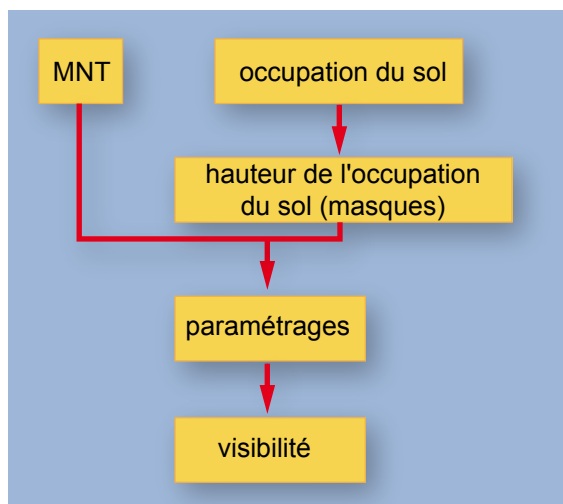 MNT
occupation du sol
hauteur de l'occupation
du sol (masques)
paramétrages
visibilité